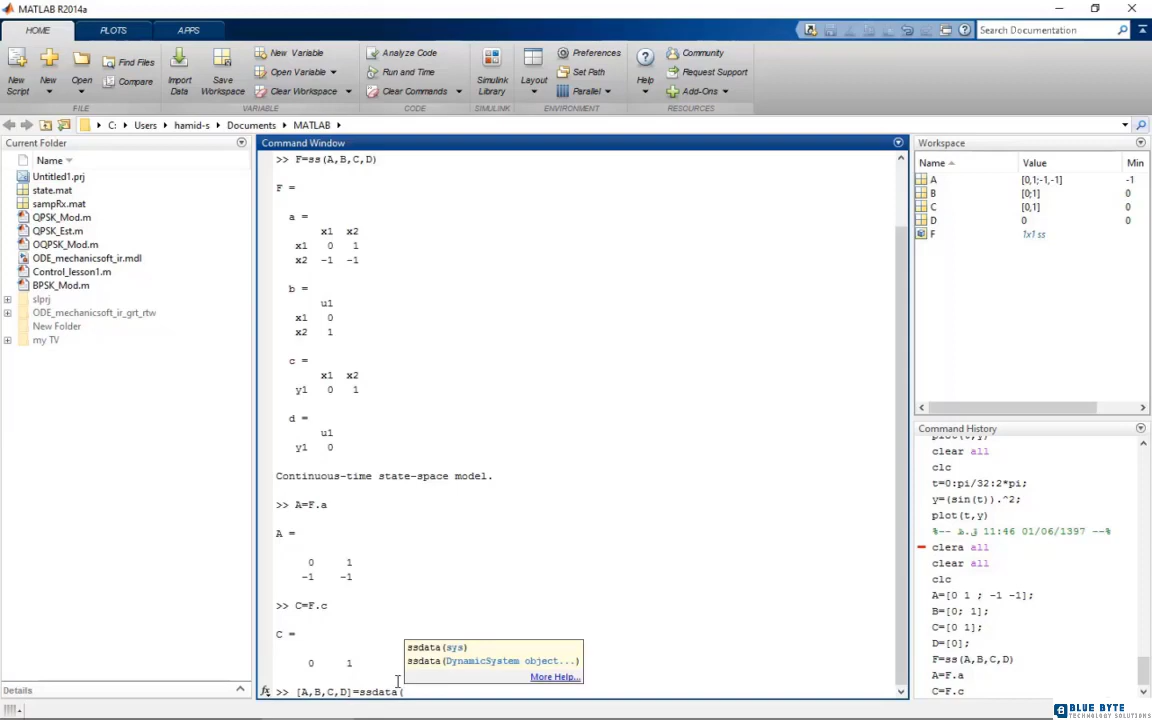 MATLAB R2014a
HOME PLOTS APPS
Search Documentation
New Script
New
Open
Find Files
Compare
Import Data
Save Workspace
New Variable
Open Variable
Clear Workspace
Analyze Code
Run and Time
Clear Commands
Simulink Library
Layout
Preferences
Set Path
Parallel
Help
Community
Request Support
Add-Ons
FILE VARIABLE CODE SIMULINK ENVIRONMENT RESOURCES
C: Users hamid-s Documents MATLAB
Current Folder
Name
Untitled1.prj
state.mat
sampRx.mat
QPSK_Mod.m
QPSK_Est.m
OQPSK_Mod.m
ODE_mechanicsoft_ir.mdl
Control_lesson1.m
BPSK_Mod.m
slprj
ODE_mechanicsoft_ir_grt_rtw
New Folder
my TV
Details
Command Window
>> F=ss(A,B,C,D)
F =
a =
x1 x2
x1 0 1
x2 -1 -1
b =
u1
x1 0
x2 1
c =
x1 x2
y1 0 1
d =
u1
y1 0
Continuous-time state-space model.
>> A=F.a
A =
0 1
-1 -1
>> C=F.c
C =
0 1
ssdata(sys)
ssdata(DynamicSystem object...)
More Help...
fx >> [A,B,C,D]=ssdata(
Workspace
Name Value Min
A [0,1;-1,-1] -1
B [0;1] 0
C [0,1] 0
D 0 0
F 1x1 ss
Command History
plot(t,y)
clear all
clc
t=0:pi/32:2*pi;
y=(sin(t)).^2;
plot(t,y)
%-- ق.ظ 11:46 01/06/1397 --%
clera all
clear all
clc
A=[0 1 ; -1 -1];
B=[0; 1];
C=[0 1];
D=[0];
F=ss(A,B,C,D)
A=F.a
C=F.c
BLUE BYTE
TECHNOLOGY SOLUTIONS